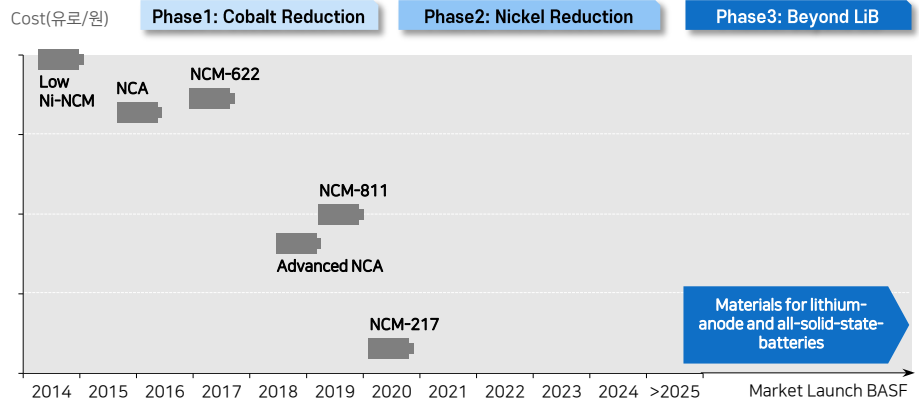 Cost(유로/원)
Phase1: Cobalt Reduction
Phase2: Nickel Reduction
Phase3: Beyond LiB
Low
Ni-NCM
NCA
NCM-622
NCM-811
Advanced NCA
NCM-217
Materials for lithium-
anode and all-solid-state-
batteries
2014 2015 2016 2017 2018 2019 2020 2021 2022 2023 2024 >2025 Market Launch BASF